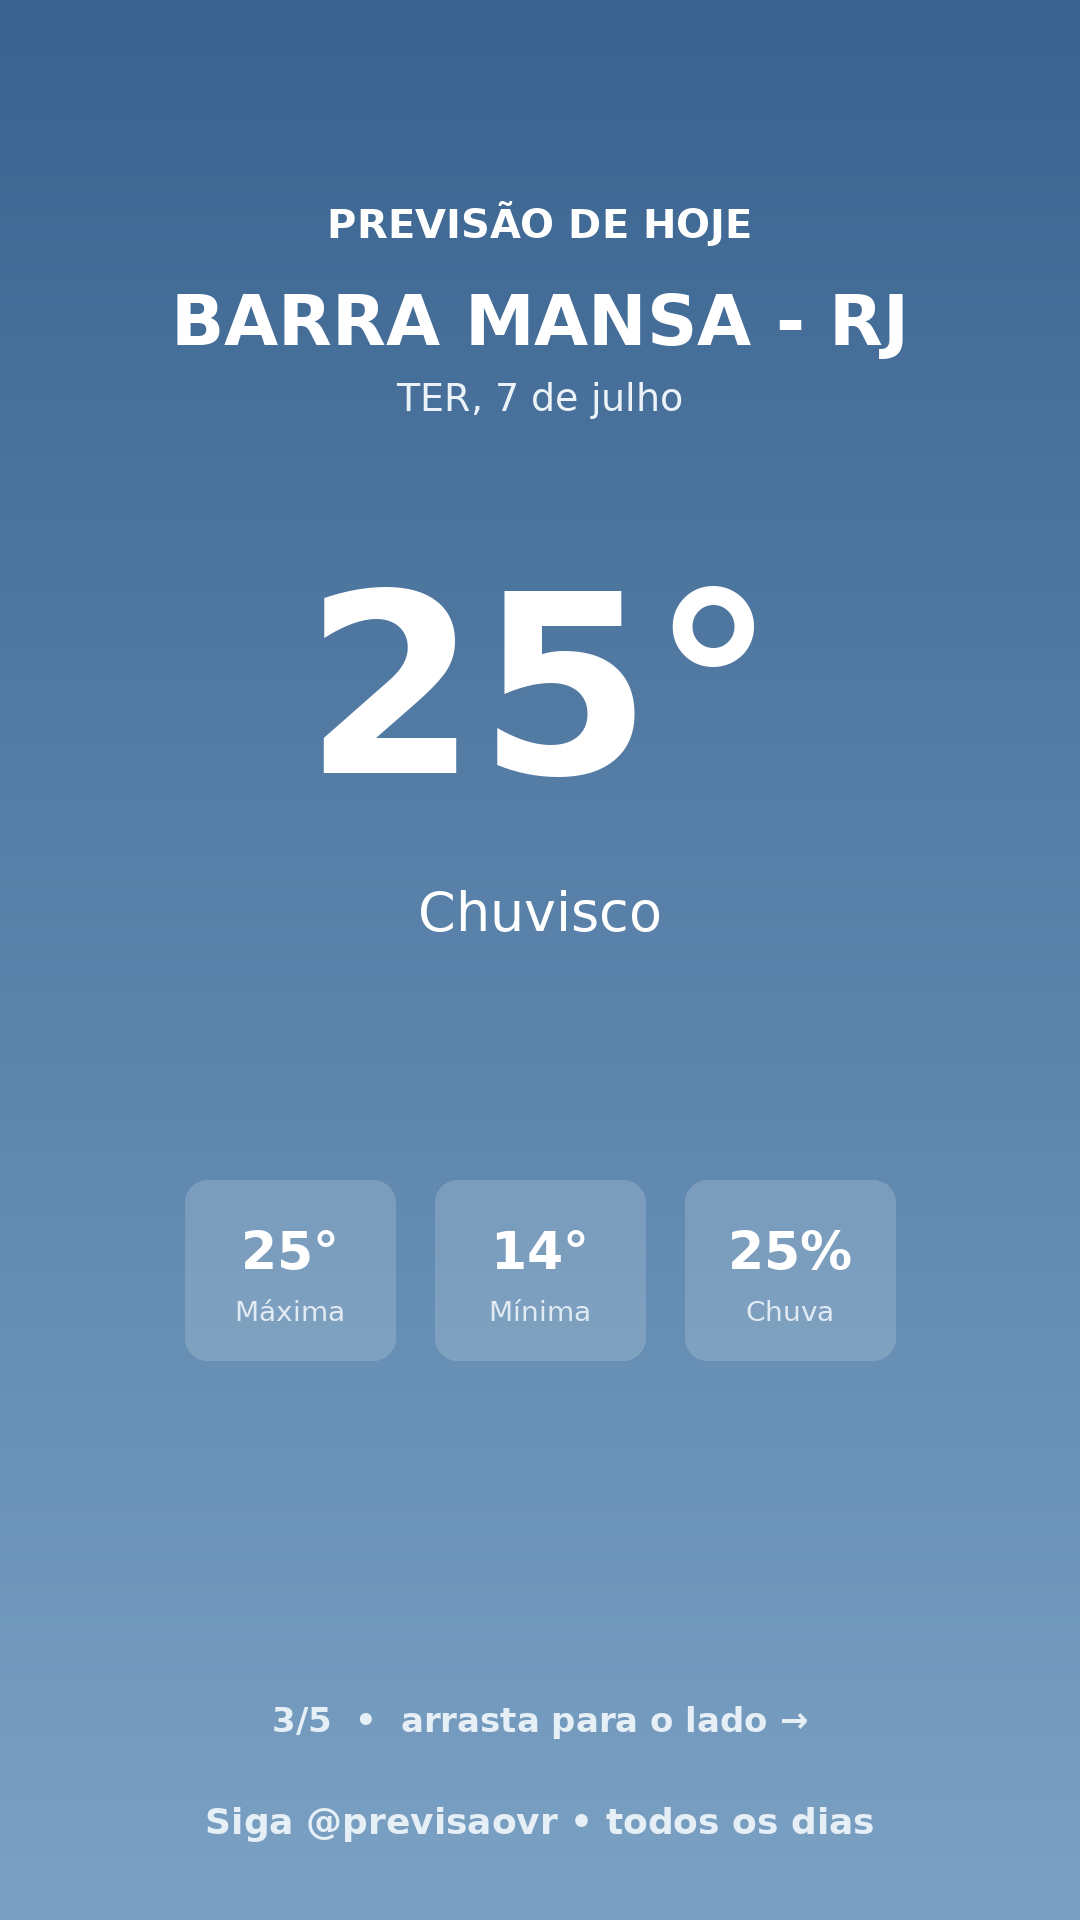 PREVISÃO DE HOJE
BARRA MANSA - RJ
TER, 7 de julho
25°
Chuvisco
25° 14° 25%
Máxima Mínima Chuva
3/5 • arrasta para o lado →
Siga @previsaovr • todos os dias